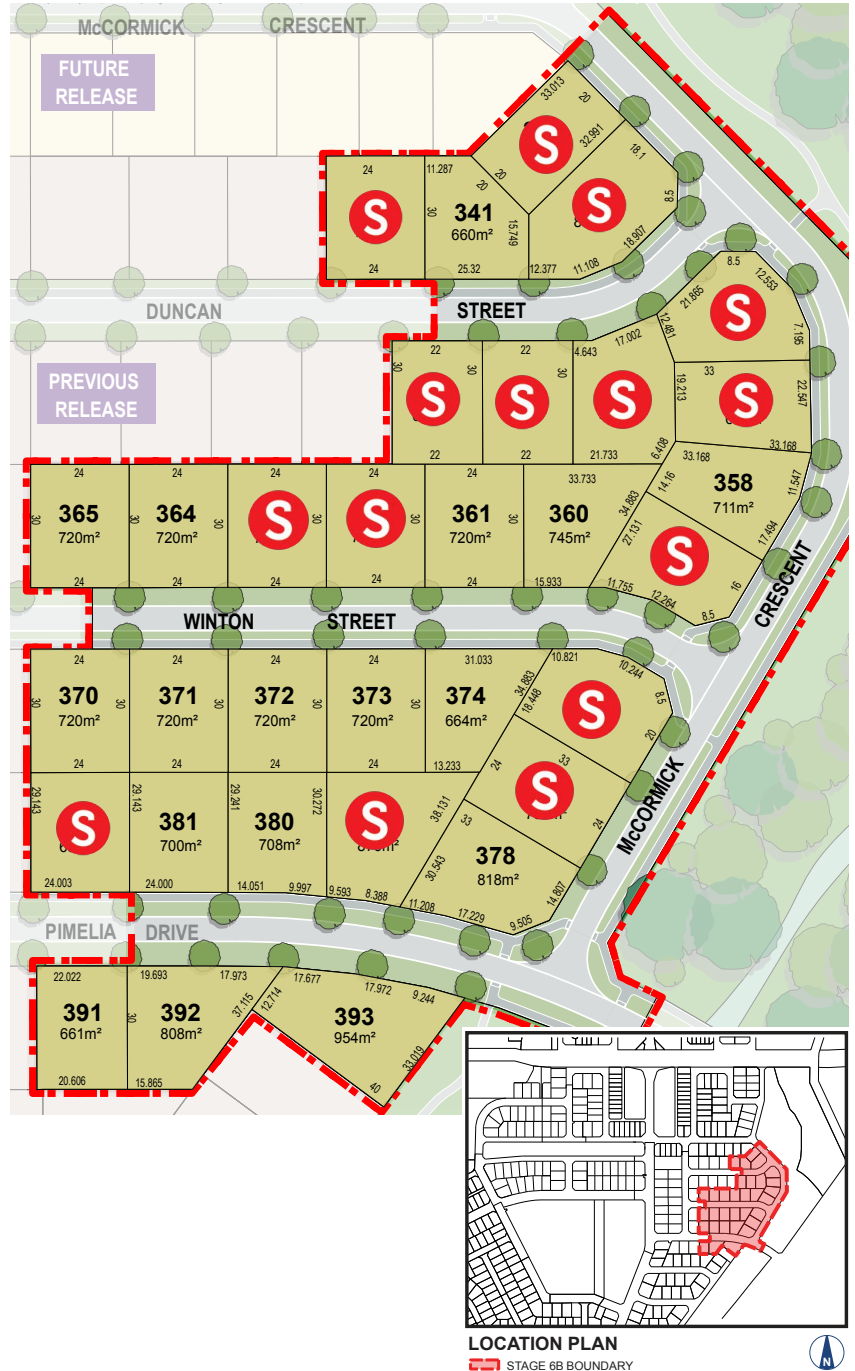 McCORMICK CRESCENT
FUTURE
RELEASE
33.013
20
32.991
18.1
8.5
18.907
11.108
12.377
S
S
S
24
24
11.287
20
20
30
341
660m²
15.749
25.32
DUNCAN STREET
PREVIOUS
RELEASE
8.5
12.553
21.865
7.195
12.481
S
22
22
4.643
17.002
30
30
30
S
S
S
19.213
33
22.547
S
33.168
22
22
21.733
6.408
33.168
14.16
358
711m²
11.547
17.494
24
24
24
24
24
33.733
30
365
720m²
364
720m²
30
S
30
S
30
361
720m²
30
360
745m²
34.883
27.131
S
16
24
24
24
24
24
15.933
11.755
12.264
8.5
CRESCENT
WINTON STREET
24
24
24
24
31.033
10.821
10.244
30
370
720m²
30
371
720m²
372
720m²
30
373
720m²
30
374
664m²
34.883
18.448
S
8.5
20
24
24
24
24
13.233
24
33
S
24
McCORMICK
29.143
S
29.143
381
700m²
29.241
380
708m²
30.272
S
38.131
33
378
818m²
30.543
14.807
24.003
24.000
14.051
9.997
9.593
8.388
11.208
17.229
9.505
PIMELIA DRIVE
22.022
19.693
17.973
17.677
17.972
9.244
391
661m²
30
392
808m²
37.115
12.714
393
954m²
33.019
20.606
15.865
40
LOCATION PLAN
STAGE 6B BOUNDARY
N